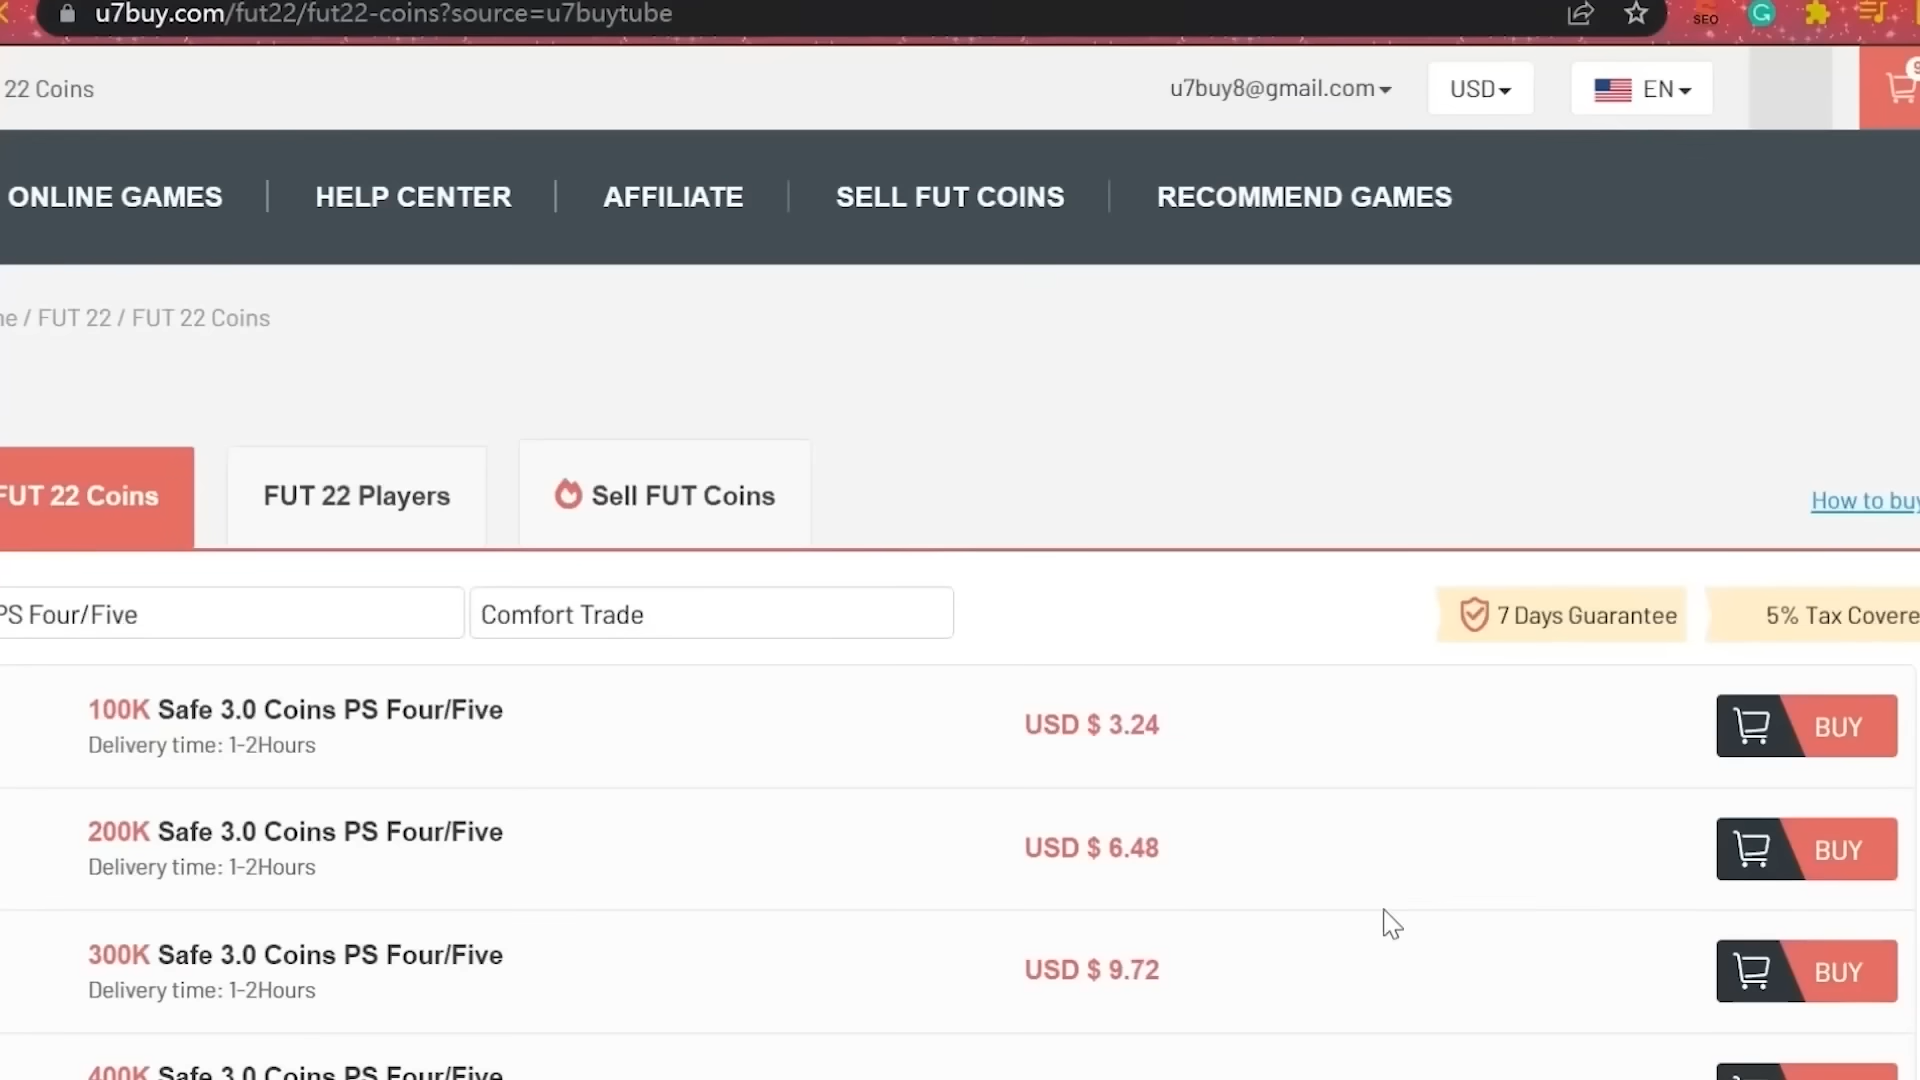 u7buy.com/fut22/fut22-coins?source=u7buytube
SEO
22 Coins
u7buy8@gmail.com
USD
EN
9
ONLINE GAMES
HELP CENTER
AFFILIATE
SELL FUT COINS
RECOMMEND GAMES
ne / FUT 22 / FUT 22 Coins
FUT 22 Coins
FUT 22 Players
Sell FUT Coins
How to buy
PS Four/Five
Comfort Trade
7 Days Guarantee
5% Tax Covere
100K Safe 3.0 Coins PS Four/Five
Delivery time: 1-2Hours
USD $ 3.24
BUY
200K Safe 3.0 Coins PS Four/Five
Delivery time: 1-2Hours
USD $ 6.48
BUY
300K Safe 3.0 Coins PS Four/Five
Delivery time: 1-2Hours
USD $ 9.72
BUY
400K Safe 3.0 Coins PS Four/Five